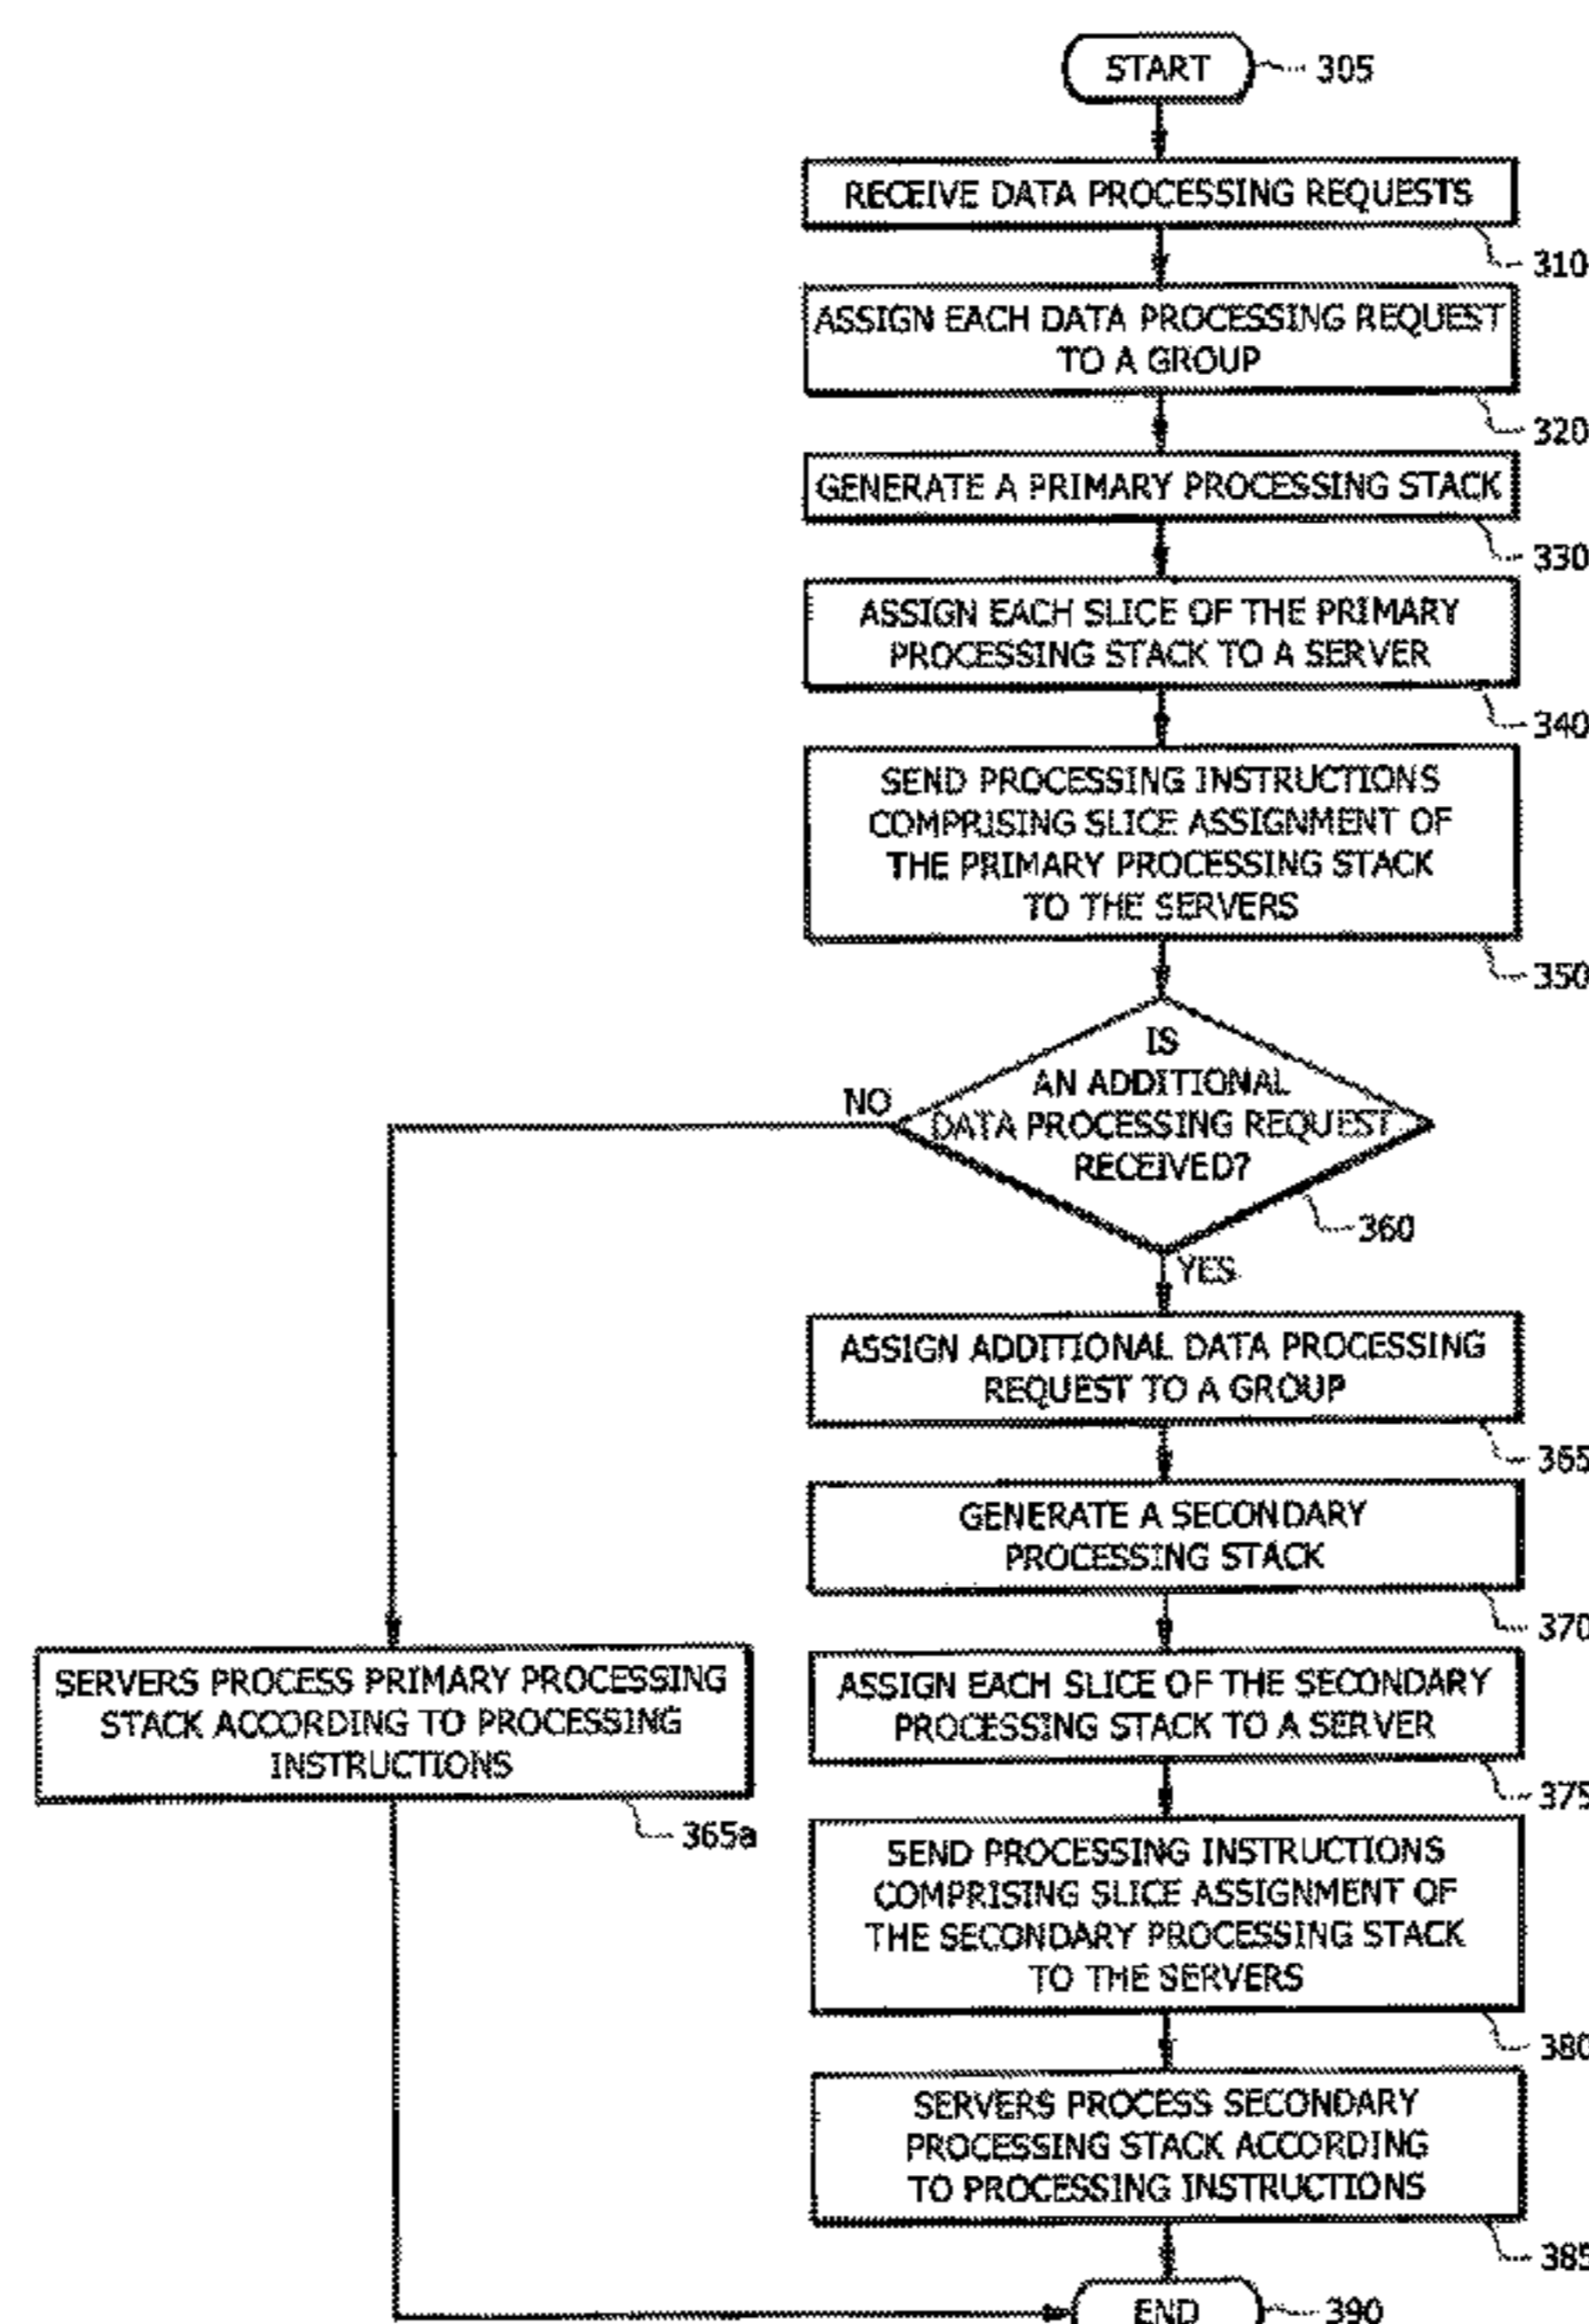 START
305
RECEIVE DATA PROCESSING REQUESTS
310
ASSIGN EACH DATA PROCESSING REQUEST
TO A GROUP
320
GENERATE A PRIMARY PROCESSING STACK
330
ASSIGN EACH SLICE OF THE PRIMARY
PROCESSING STACK TO A SERVER
340
SEND PROCESSING INSTRUCTIONS
COMPRISING SLICE ASSIGNMENT OF
THE PRIMARY PROCESSING STACK
TO THE SERVERS
350
IS
AN ADDITIONAL
DATA PROCESSING REQUEST
RECEIVED?
NO
360
YES
ASSIGN ADDITIONAL DATA PROCESSING
REQUEST TO A GROUP
365
GENERATE A SECONDARY
PROCESSING STACK
370
SERVERS PROCESS PRIMARY PROCESSING
STACK ACCORDING TO PROCESSING
INSTRUCTIONS
365a
ASSIGN EACH SLICE OF THE SECONDARY
PROCESSING STACK TO A SERVER
375
SEND PROCESSING INSTRUCTIONS
COMPRISING SLICE ASSIGNMENT OF
THE SECONDARY PROCESSING STACK
TO THE SERVERS
380
SERVERS PROCESS SECONDARY
PROCESSING STACK ACCORDING
TO PROCESSING INSTRUCTIONS
385
END
390